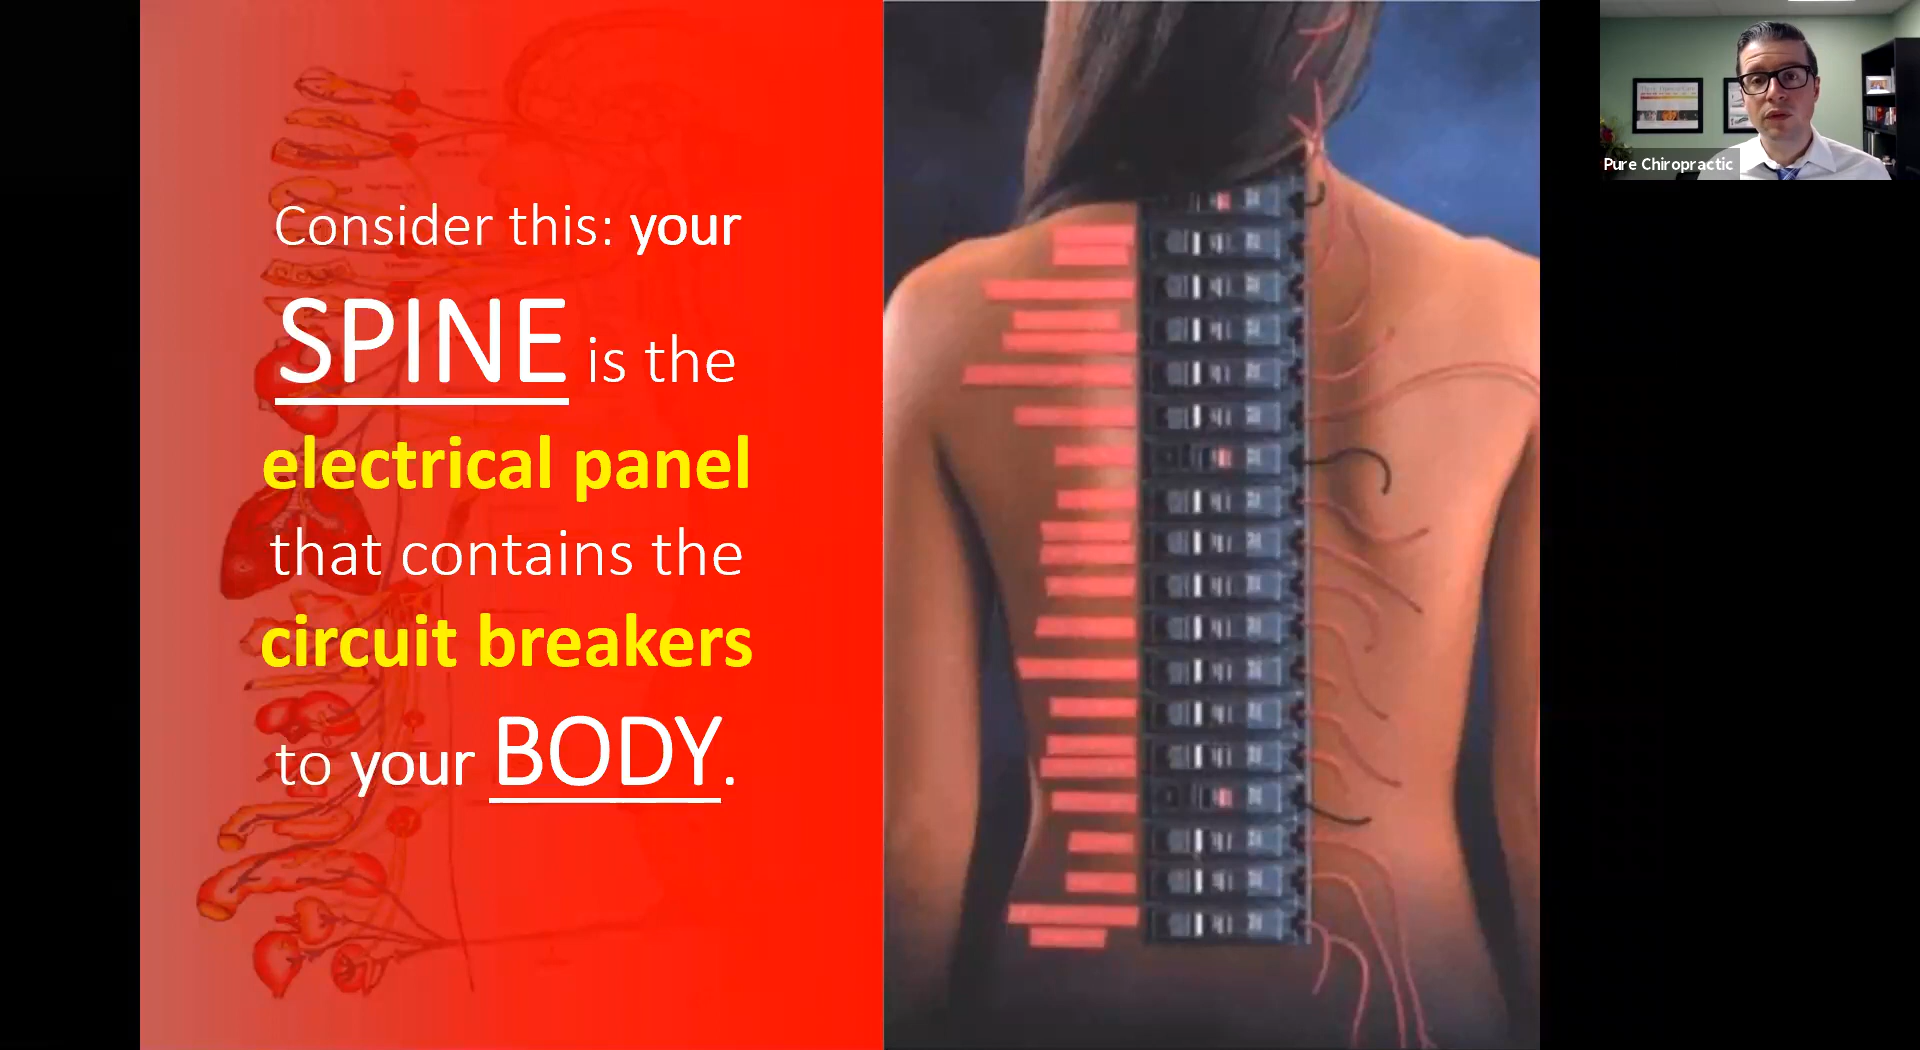 Consider this: your
SPINE is the
electrical panel
that contains the
circuit breakers
to your BODY.
Pure Chiropractic